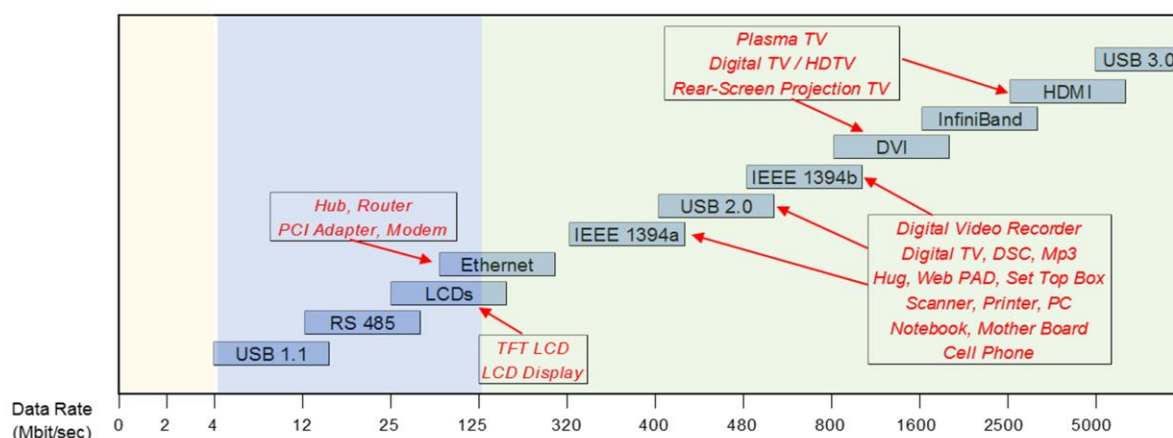 Plasma TV
Digital TV / HDTV
Rear-Screen Projection TV
USB 3.0
HDMI
InfiniBand
DVI
IEEE 1394b
USB 2.0
IEEE 1394a
Hub, Router
PCI Adapter, Modem
Ethernet
LCDs
RS 485
USB 1.1
TFT LCD
LCD Display
Digital Video Recorder
Digital TV, DSC, Mp3
Hug, Web PAD, Set Top Box
Scanner, Printer, PC
Notebook, Mother Board
Cell Phone
Data Rate
(Mbit/sec)
0 2 4 12 25 125 320 400 480 800 1600 2500 5000